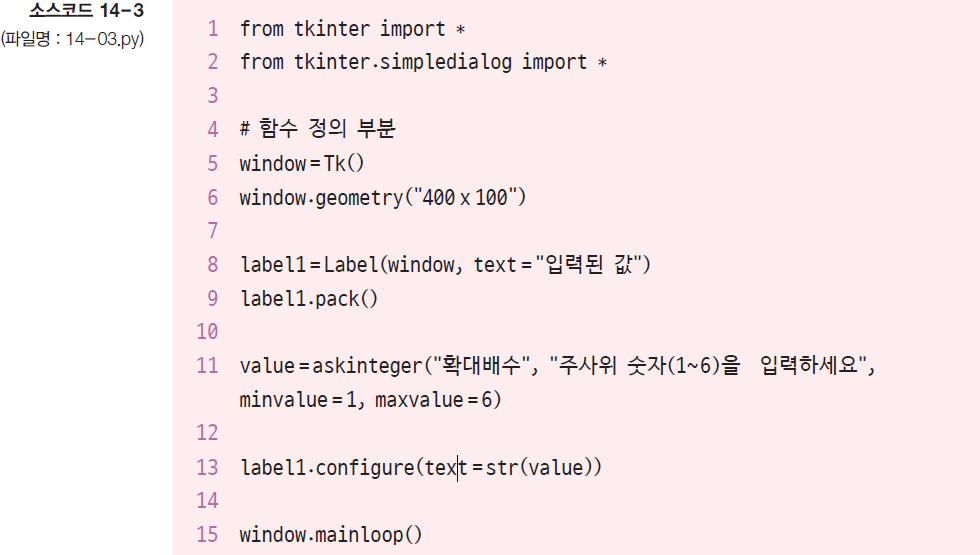 소스코드 14-3
(파일명 : 14-03.py)
1 from tkinter import *
2 from tkinter.simpledialog import *
3
4 # 함수 정의 부분
5 window=Tk()
6 window.geometry("400x100")
7
8 label1=Label(window, text="입력된 값")
9 label1.pack()
10
11 value=askinteger("확대배수", "주사위 숫자(1~6)을 입력하세요",
minvalue=1, maxvalue=6)
12
13 label1.configure(text=str(value))
14
15 window.mainloop()